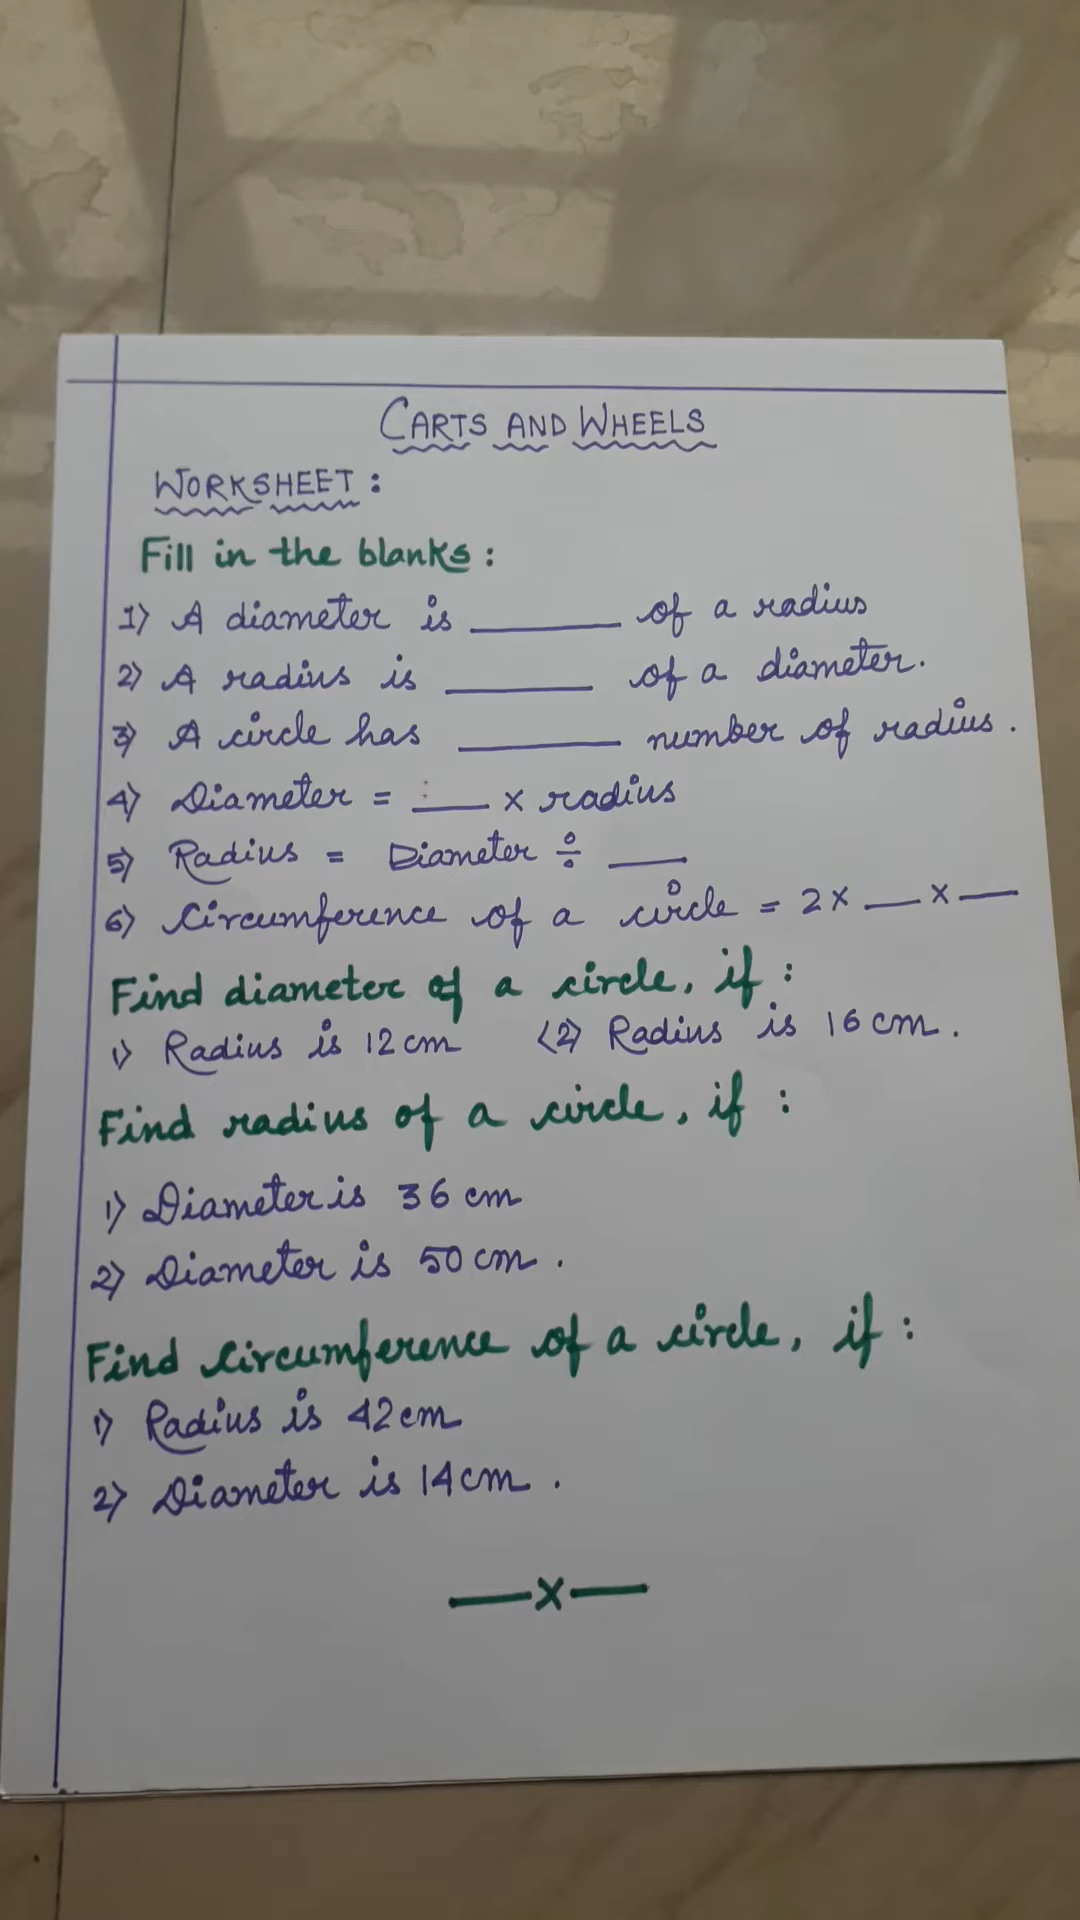 CARTS AND WHEELS
WORKSHEET :
Fill in the blanks :
1) A diameter is ______ of a radius
2) A radius is ______ of a diameter.
3) A circle has ______ number of radius.
4) Diameter = ___ × radius
5) Radius = Diameter ÷ ___
6) Circumference of a circle = 2 × __ × __
Find diameter of a circle, if :
1) Radius is 12 cm (2) Radius is 16 cm.
Find radius of a circle, if :
1) Diameter is 36 cm
2) Diameter is 50 cm.
Find Circumference of a circle, if :
1) Radius is 42 cm
2) Diameter is 14 cm.
—x—